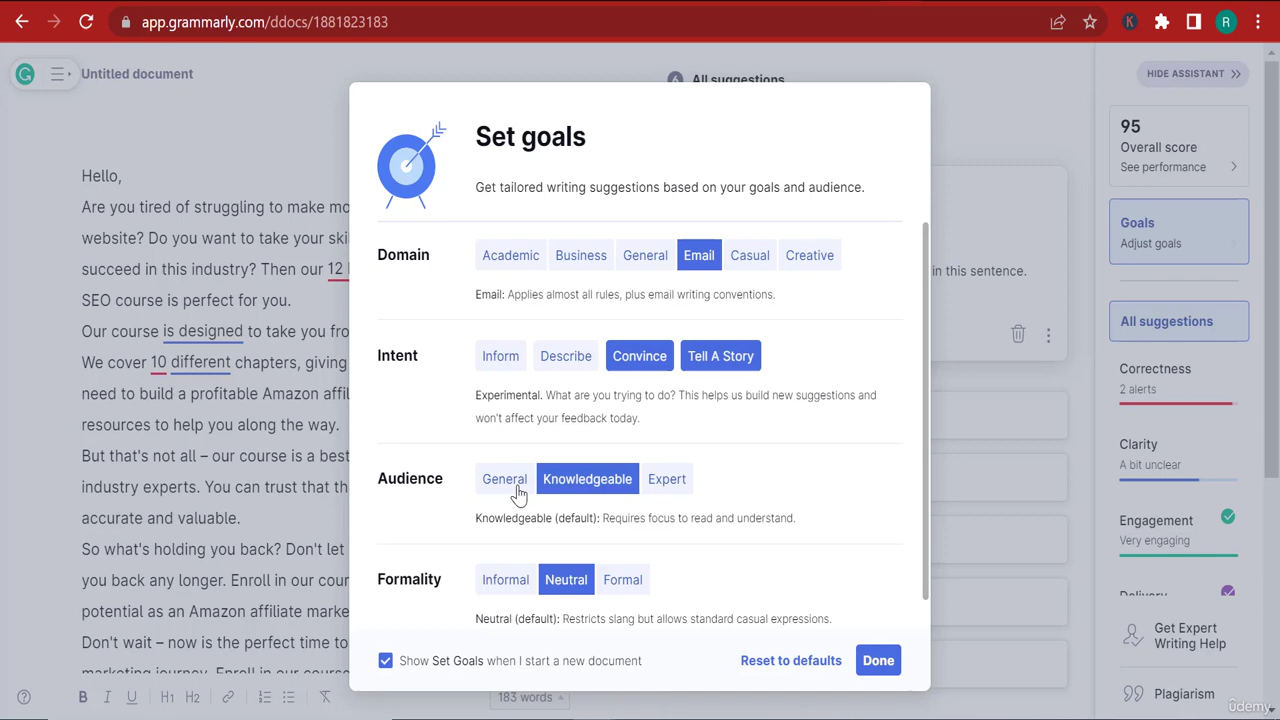 app.grammarly.com/ddocs/1881823183
K
R
Untitled document
6 All suggestions
HIDE ASSISTANT
Hello,
Are you tired of struggling to make mo
website? Do you want to take your skil
succeed in this industry? Then our 12 h
SEO course is perfect for you.
Our course is designed to take you fro
We cover 10 different chapters, giving
need to build a profitable Amazon affil
resources to help you along the way.
But that's not all – our course is a best
industry experts. You can trust that th
accurate and valuable.
So what's holding you back? Don't let
you back any longer. Enroll in our cour
potential as an Amazon affiliate marke
Don't wait – now is the perfect time to
marketing journey. Enroll in our course
B I U H1 H2
183 words
Set goals
Get tailored writing suggestions based on your goals and audience.
Domain
Academic Business General Email Casual Creative
Email: Applies almost all rules, plus email writing conventions.
Intent
Inform Describe Convince Tell A Story
Experimental. What are you trying to do? This helps us build new suggestions and
won't affect your feedback today.
Audience
General Knowledgeable Expert
Knowledgeable (default): Requires focus to read and understand.
Formality
Informal Neutral Formal
Neutral (default): Restricts slang but allows standard casual expressions.
Show Set Goals when I start a new document
Reset to defaults
Done
in this sentence.
95
Overall score
See performance
Goals
Adjust goals
All suggestions
Correctness
2 alerts
Clarity
A bit unclear
Engagement
Very engaging
Delivery
Get Expert
Writing Help
Plagiarism
ûdemy